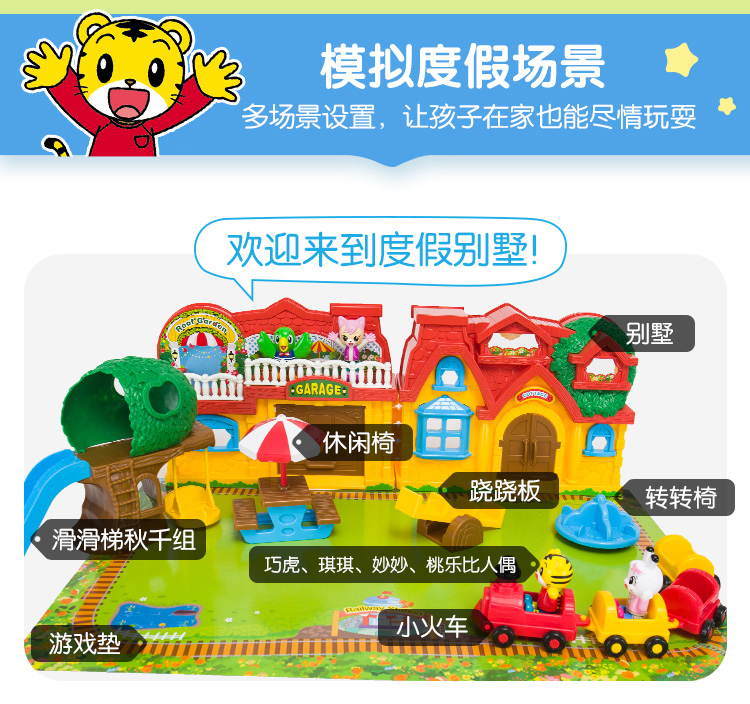 模拟度假场景
多场景设置，让孩子在家也能尽情玩耍
欢迎来到度假别墅!
Roof Garden
别墅
GARAGE
COTTAGE
休闲椅
跷跷板
转转椅
滑滑梯秋千组
巧虎、琪琪、妙妙、桃乐比人偶
Railway
小火车
游戏垫